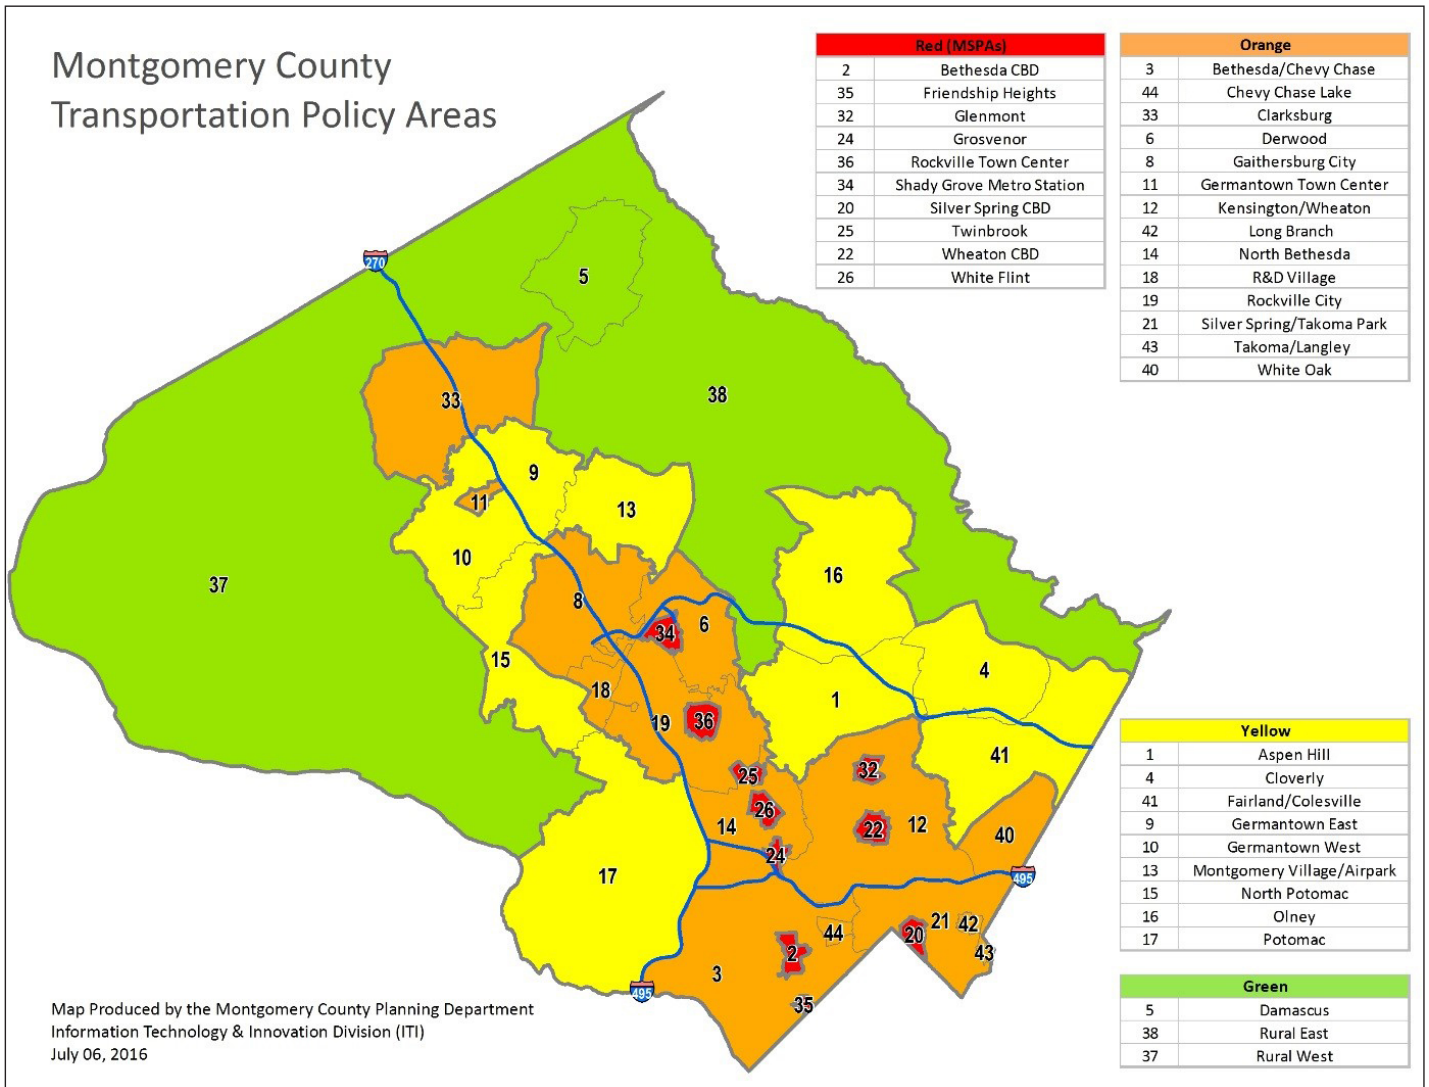 Montgomery County
Transportation Policy Areas
Red (MSPAs)
2 Bethesda CBD
35 Friendship Heights
32 Glenmont
24 Grosvenor
36 Rockville Town Center
34 Shady Grove Metro Station
20 Silver Spring CBD
25 Twinbrook
22 Wheaton CBD
26 White Flint
Orange
3 Bethesda/Chevy Chase
44 Chevy Chase Lake
33 Clarksburg
6 Derwood
8 Gaithersburg City
11 Germantown Town Center
12 Kensington/Wheaton
42 Long Branch
14 North Bethesda
18 R&D Village
19 Rockville City
21 Silver Spring/Takoma Park
43 Takoma/Langley
40 White Oak
270
5
38
33
9
11
13
10
16
37
8
34
6
15
4
18
1
36
19
41
25
32
26
14
22
12
40
24
17
495
44
21
42
20
2
43
3
495
35
Yellow
1 Aspen Hill
4 Cloverly
41 Fairland/Colesville
9 Germantown East
10 Germantown West
13 Montgomery Village/Airpark
15 North Potomac
16 Olney
17 Potomac
Green
5 Damascus
38 Rural East
37 Rural West
Map Produced by the Montgomery County Planning Department
Information Technology & Innovation Division (ITI)
July 06, 2016